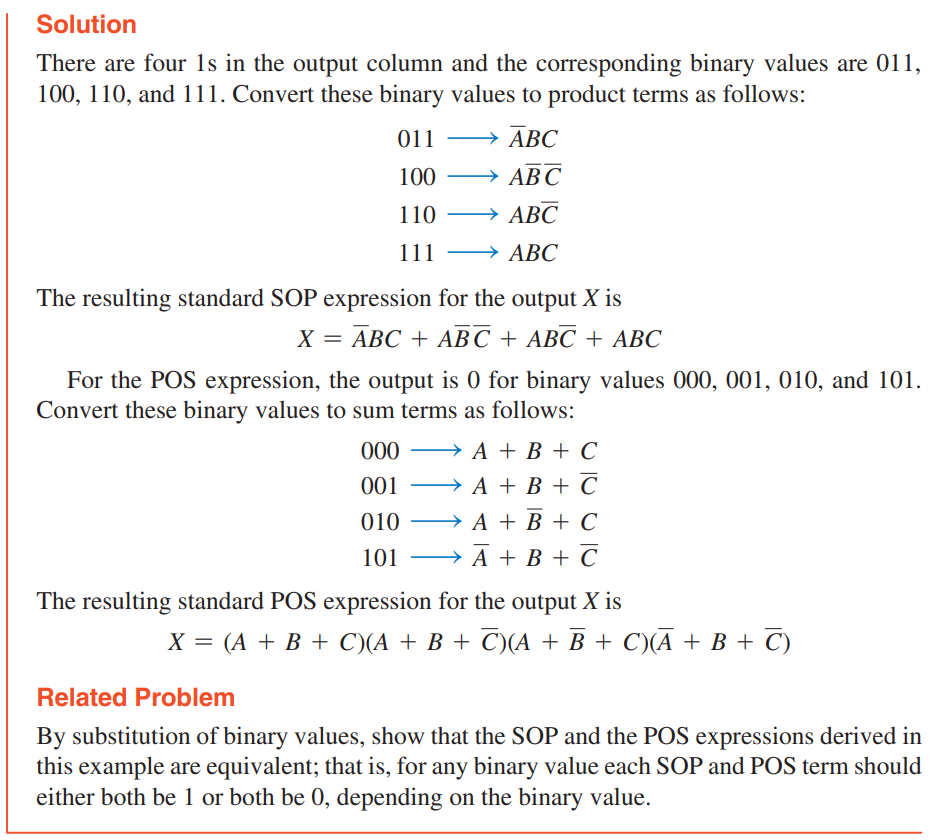 Solution
There are four 1s in the output column and the corresponding binary values are 011,
100, 110, and 111. Convert these binary values to product terms as follows:
011 ⟶ A̅BC
100 ⟶ AB̅C̅
110 ⟶ ABC̅
111 ⟶ ABC
The resulting standard SOP expression for the output X is
X = A̅BC + AB̅C̅ + ABC̅ + ABC
For the POS expression, the output is 0 for binary values 000, 001, 010, and 101.
Convert these binary values to sum terms as follows:
000 ⟶ A + B + C
001 ⟶ A + B + C̅
010 ⟶ A + B̅ + C
101 ⟶ A̅ + B + C̅
The resulting standard POS expression for the output X is
X = (A + B + C)(A + B + C̅)(A + B̅ + C)(A̅ + B + C̅)
Related Problem
By substitution of binary values, show that the SOP and the POS expressions derived in
this example are equivalent; that is, for any binary value each SOP and POS term should
either both be 1 or both be 0, depending on the binary value.